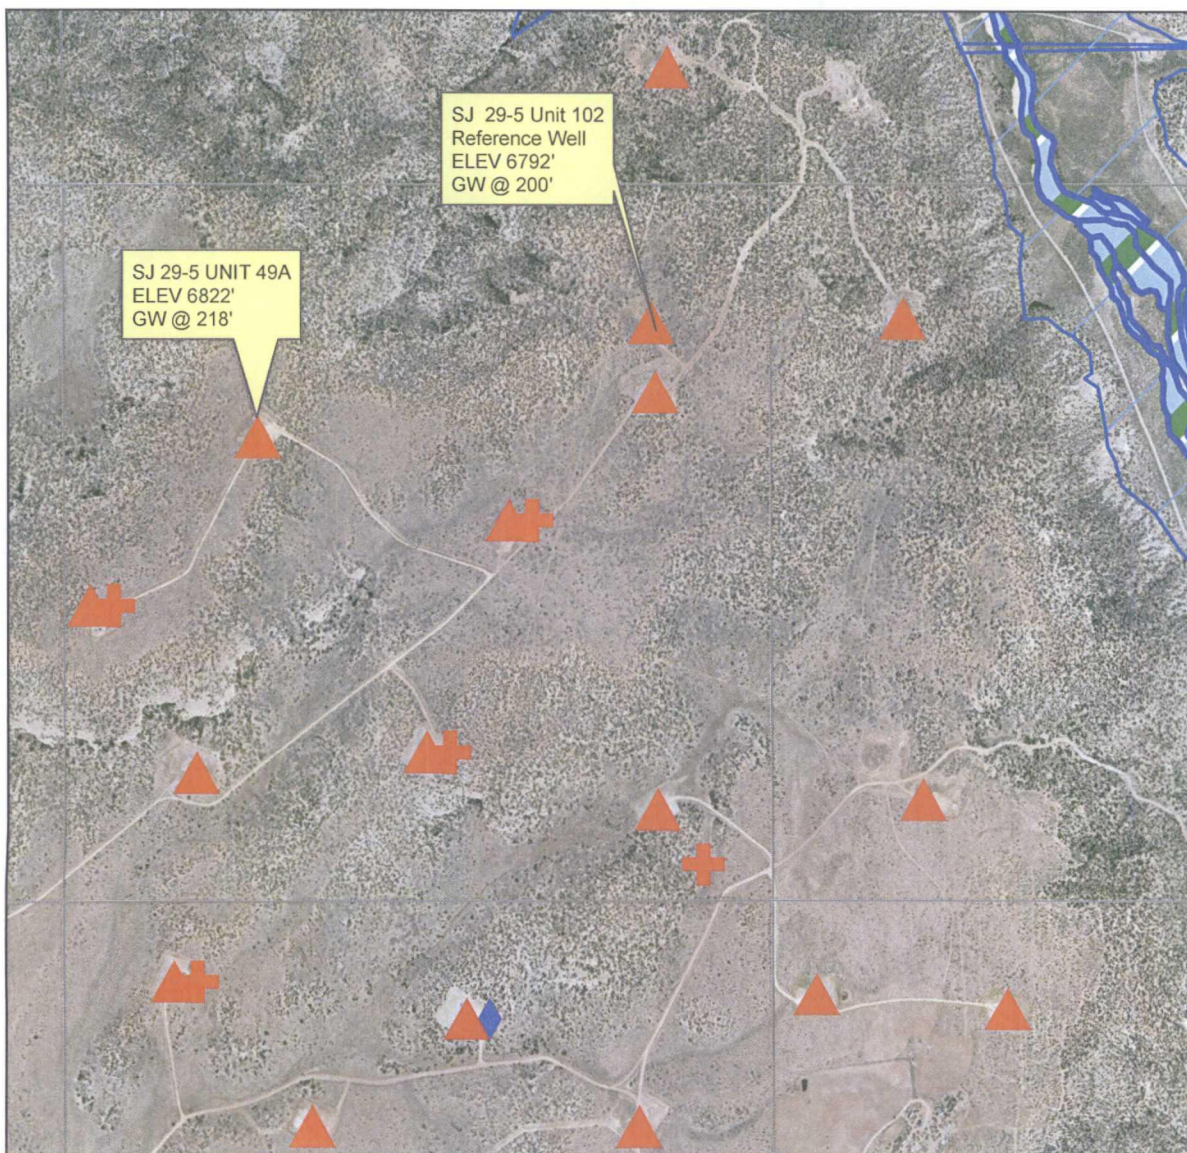 SJ 29-5 Unit 102
Reference Well
ELEV 6792'
GW @ 200'
SJ 29-5 UNIT 49A
ELEV 6822'
GW @ 218'